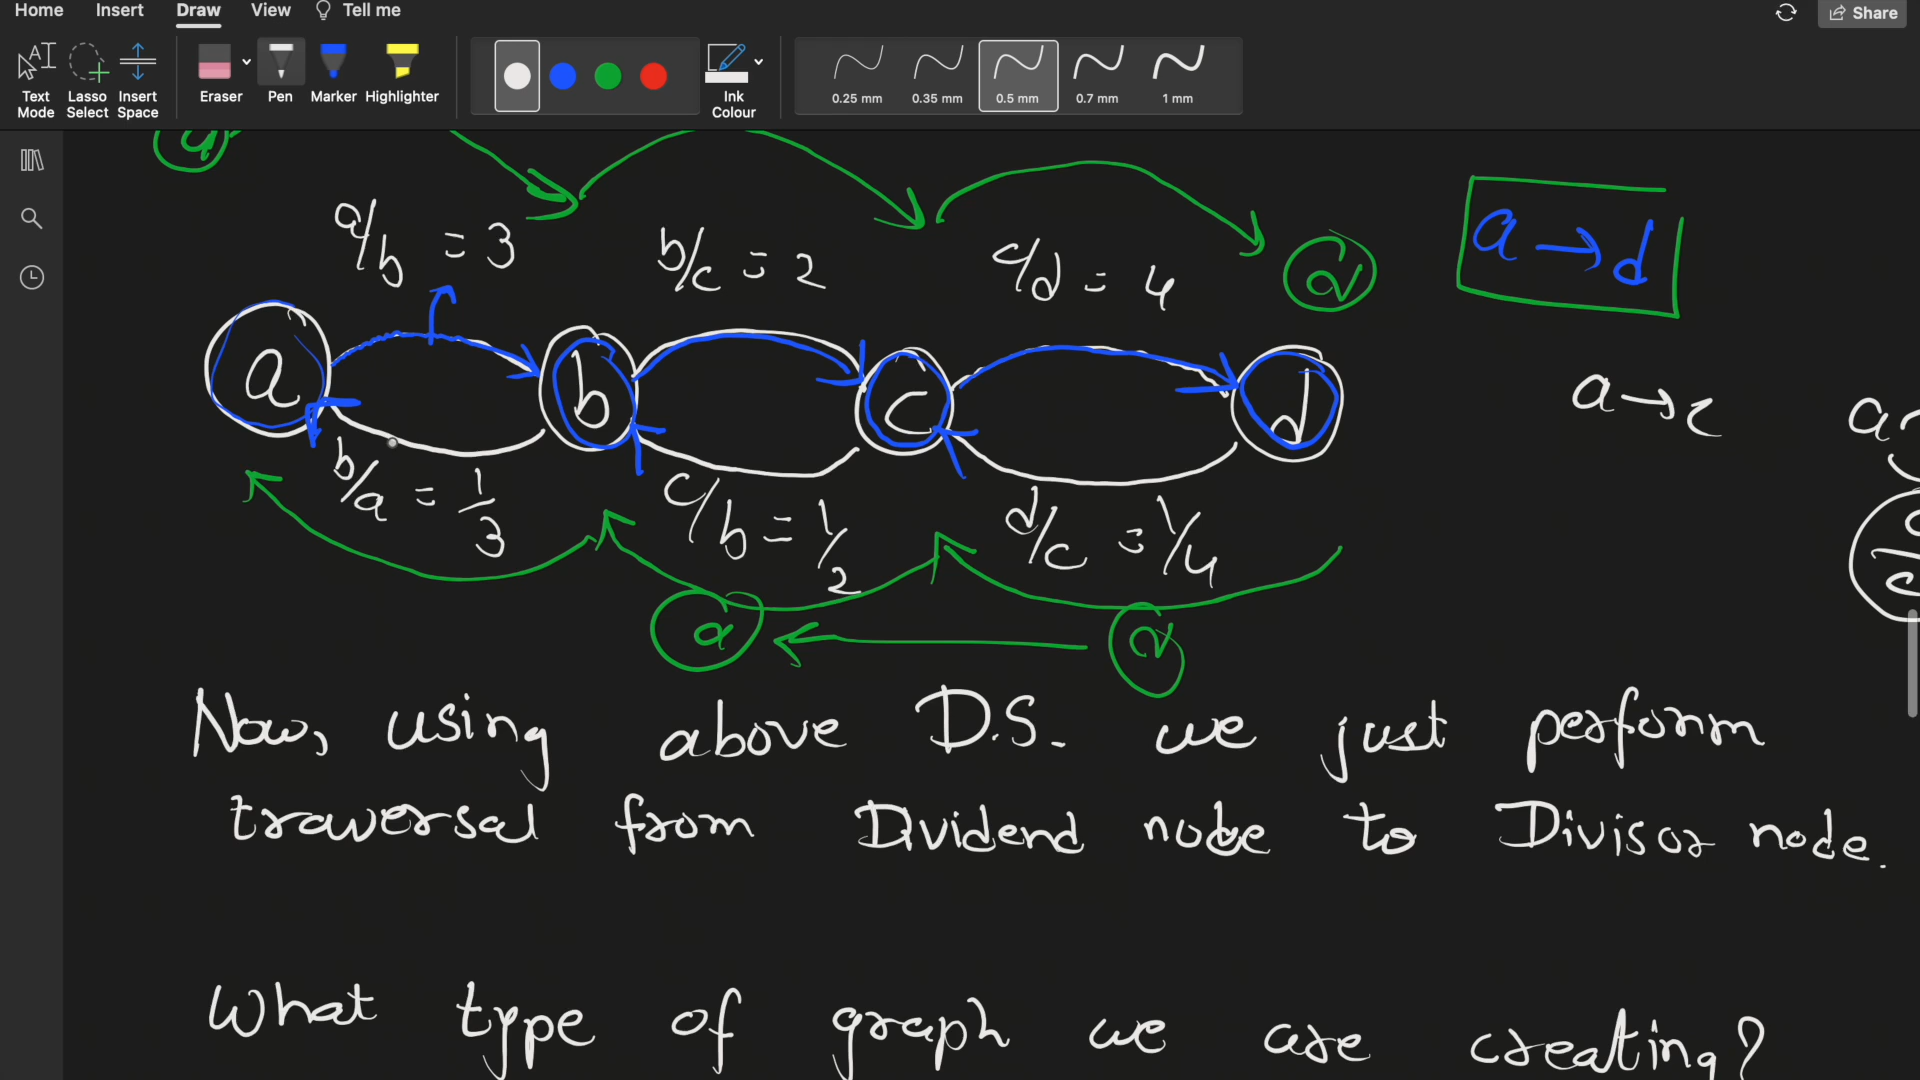 Home Insert Draw View Tell me
Share
Text Mode
Lasso Select
Insert Space
Eraser
Pen
Marker
Highlighter
Ink Colour
0.25 mm
0.35 mm
0.5 mm
0.7 mm
1 mm
a/b = 3
b/c = 2
c/d = 4
d
a → d
a b c d
a → c
b/a = 1/3
c/b = 1/2
d/c = 1/4
a
Now, using above D.S. we just perform
traversal from Dividend node to Divisor node.
What type of graph we are creating?